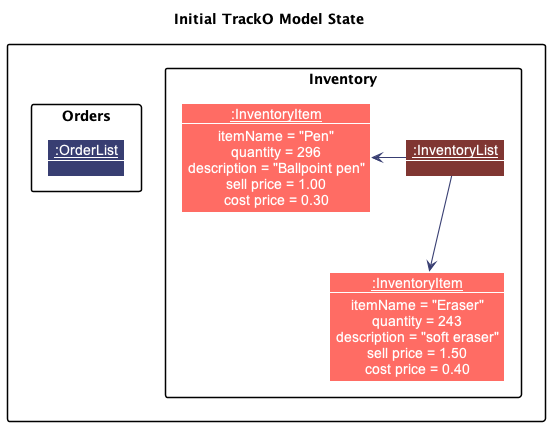 Initial TrackO Model State
Inventory
Orders
:OrderList
:InventoryItem
itemName = "Pen"
quantity = 296
description = "Ballpoint pen"
sell price = 1.00
cost price = 0.30
:InventoryList
:InventoryItem
itemName = "Eraser"
quantity = 243
description = "soft eraser"
sell price = 1.50
cost price = 0.40